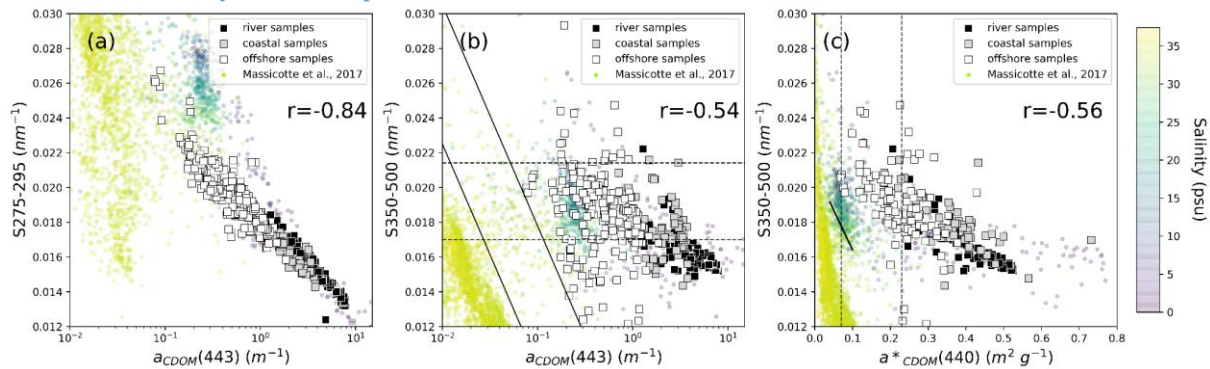 (a)
river samples
coastal samples
offshore samples
Massicotte et al., 2017
r=-0.84
S275-295 (nm⁻¹)
0.030
0.028
0.026
0.024
0.022
0.020
0.018
0.016
0.014
0.012
10⁻² 10⁻¹ 10⁰ 10¹
a_CDOM(443) (m⁻¹)
(b)
river samples
coastal samples
offshore samples
Massicotte et al., 2017
r=-0.54
S350-500 (nm⁻¹)
0.030
0.028
0.026
0.024
0.022
0.020
0.018
0.016
0.014
0.012
10⁻² 10⁻¹ 10⁰ 10¹
a_CDOM(443) (m⁻¹)
(c)
river samples
coastal samples
offshore samples
Massicotte et al., 2017
r=-0.56
S350-500 (nm⁻¹)
0.030
0.028
0.026
0.024
0.022
0.020
0.018
0.016
0.014
0.012
0.0 0.1 0.2 0.3 0.4 0.5 0.6 0.7 0.8
a*_CDOM(440) (m² g⁻¹)
35
30
25
20
15
10
5
0
Salinity (psu)